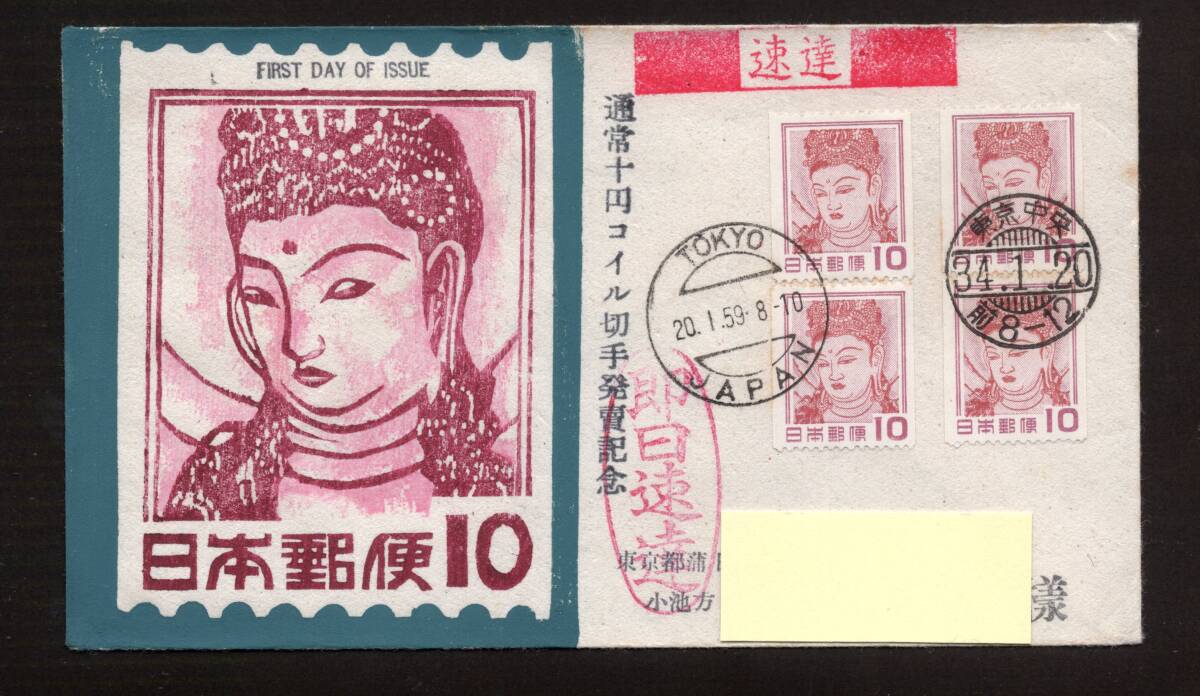 FIRST DAY OF ISSUE
日本郵便 10
速達
通常十円コイル切手発賣記念
日本郵便 10
日本郵便 10
10
日本郵便 10
TOKYO
20.1.59. 8-10
JAPAN
東京中央
34.1.20
前8-12
即日速達
東京都蒲
小池方
様